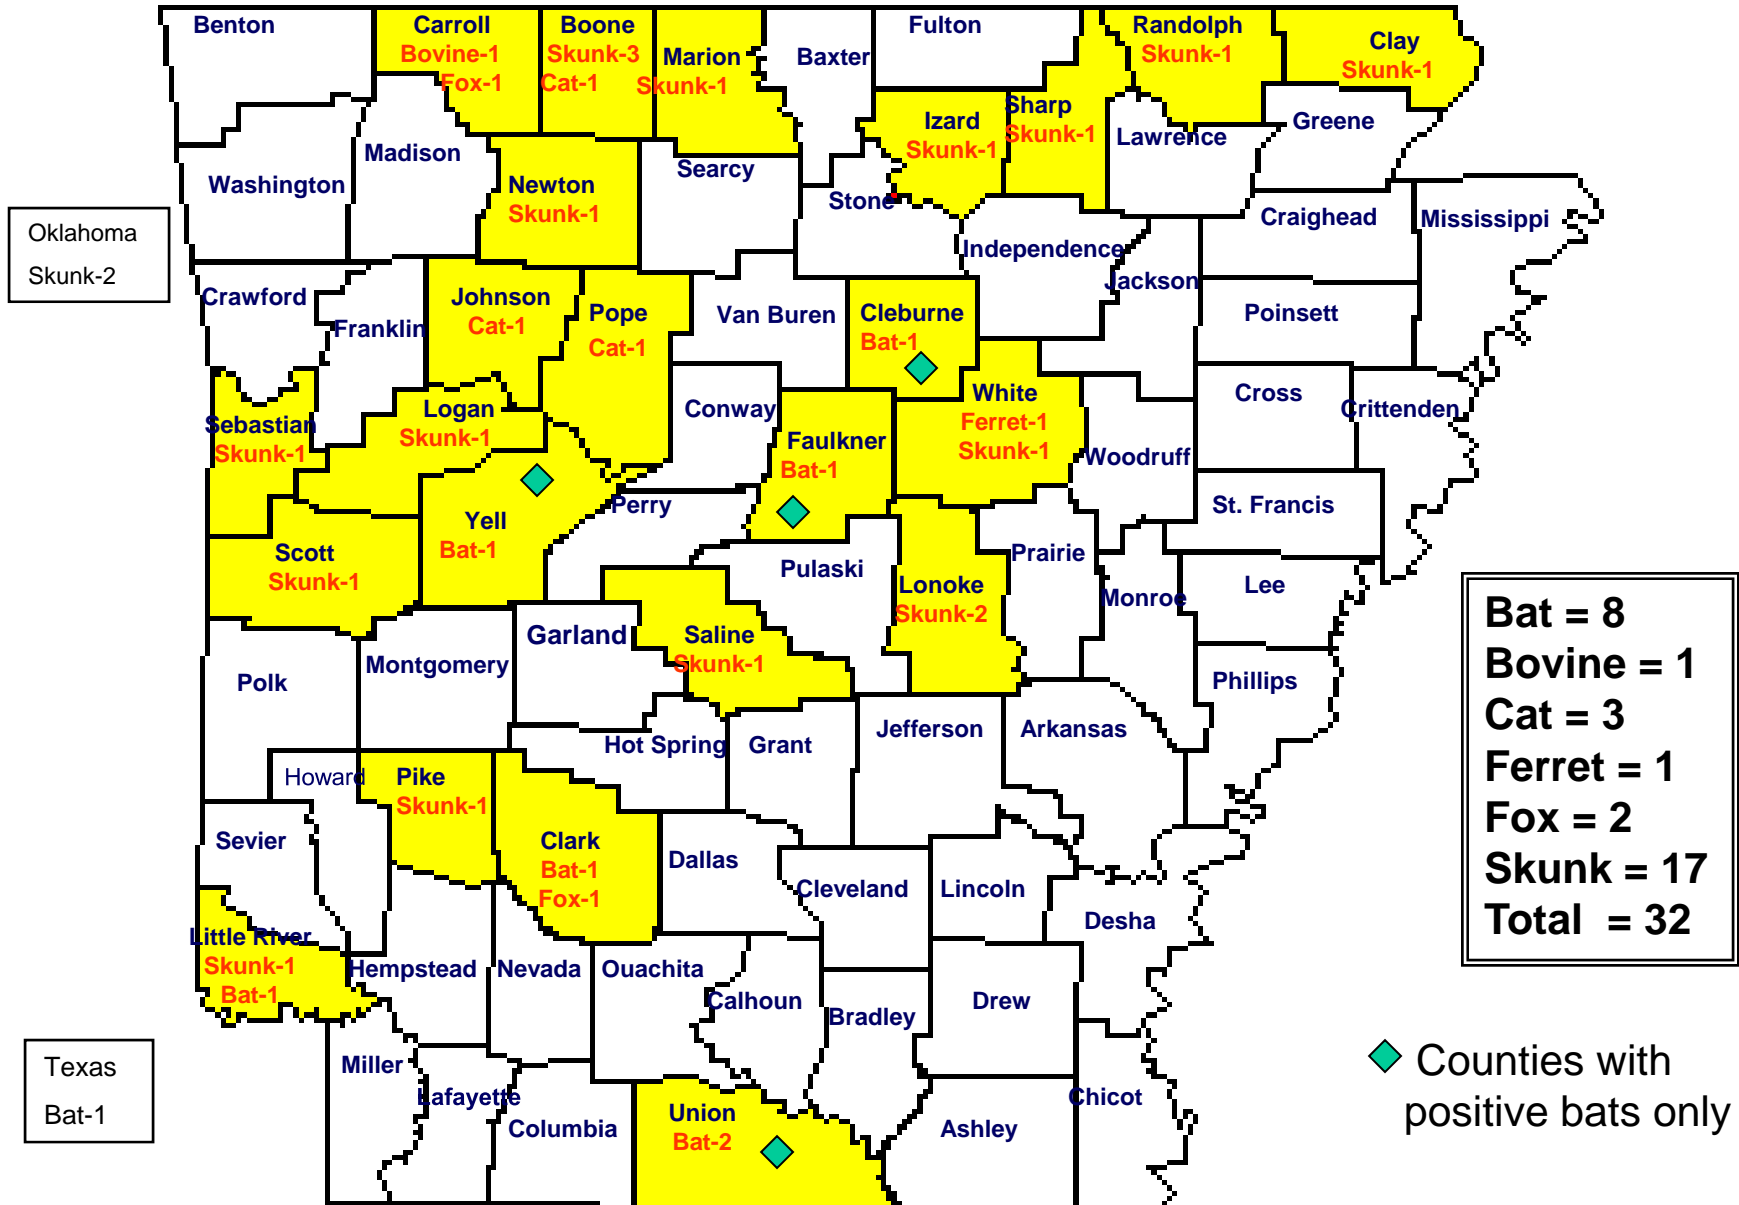 Benton
Carroll
Bovine-1
Fox-1
Boone
Skunk-3
Cat-1
Marion
Skunk-1
Baxter
Fulton
Randolph
Skunk-1
Clay
Skunk-1
Izard
Skunk-1
Sharp
Skunk-1
Lawrence
Greene
Madison
Washington
Newton
Skunk-1
Searcy
Stone
Independence
Craighead
Mississippi
Oklahoma
Skunk-2
Crawford
Franklin
Johnson
Cat-1
Pope
Cat-1
Van Buren
Cleburne
Bat-1
Jackson
Poinsett
Sebastian
Skunk-1
Logan
Skunk-1
Conway
Faulkner
Bat-1
White
Ferret-1
Skunk-1
Woodruff
Cross
Crittenden
Scott
Skunk-1
Yell
Bat-1
Perry
Pulaski
Lonoke
Skunk-2
Prairie
Monroe
St. Francis
Lee
Phillips
Polk
Montgomery
Garland
Saline
Skunk-1
Hot Spring
Grant
Jefferson
Arkansas
Howard
Pike
Skunk-1
Clark
Bat-1
Fox-1
Dallas
Cleveland
Lincoln
Desha
Sevier
Little River
Skunk-1
Bat-1
Hempstead
Nevada
Ouachita
Calhoun
Bradley
Drew
Miller
Lafayette
Columbia
Union
Bat-2
Ashley
Chicot
Texas
Bat-1
Bat = 8
Bovine = 1
Cat = 3
Ferret = 1
Fox = 2
Skunk = 17
Total = 32
Counties with
positive bats only